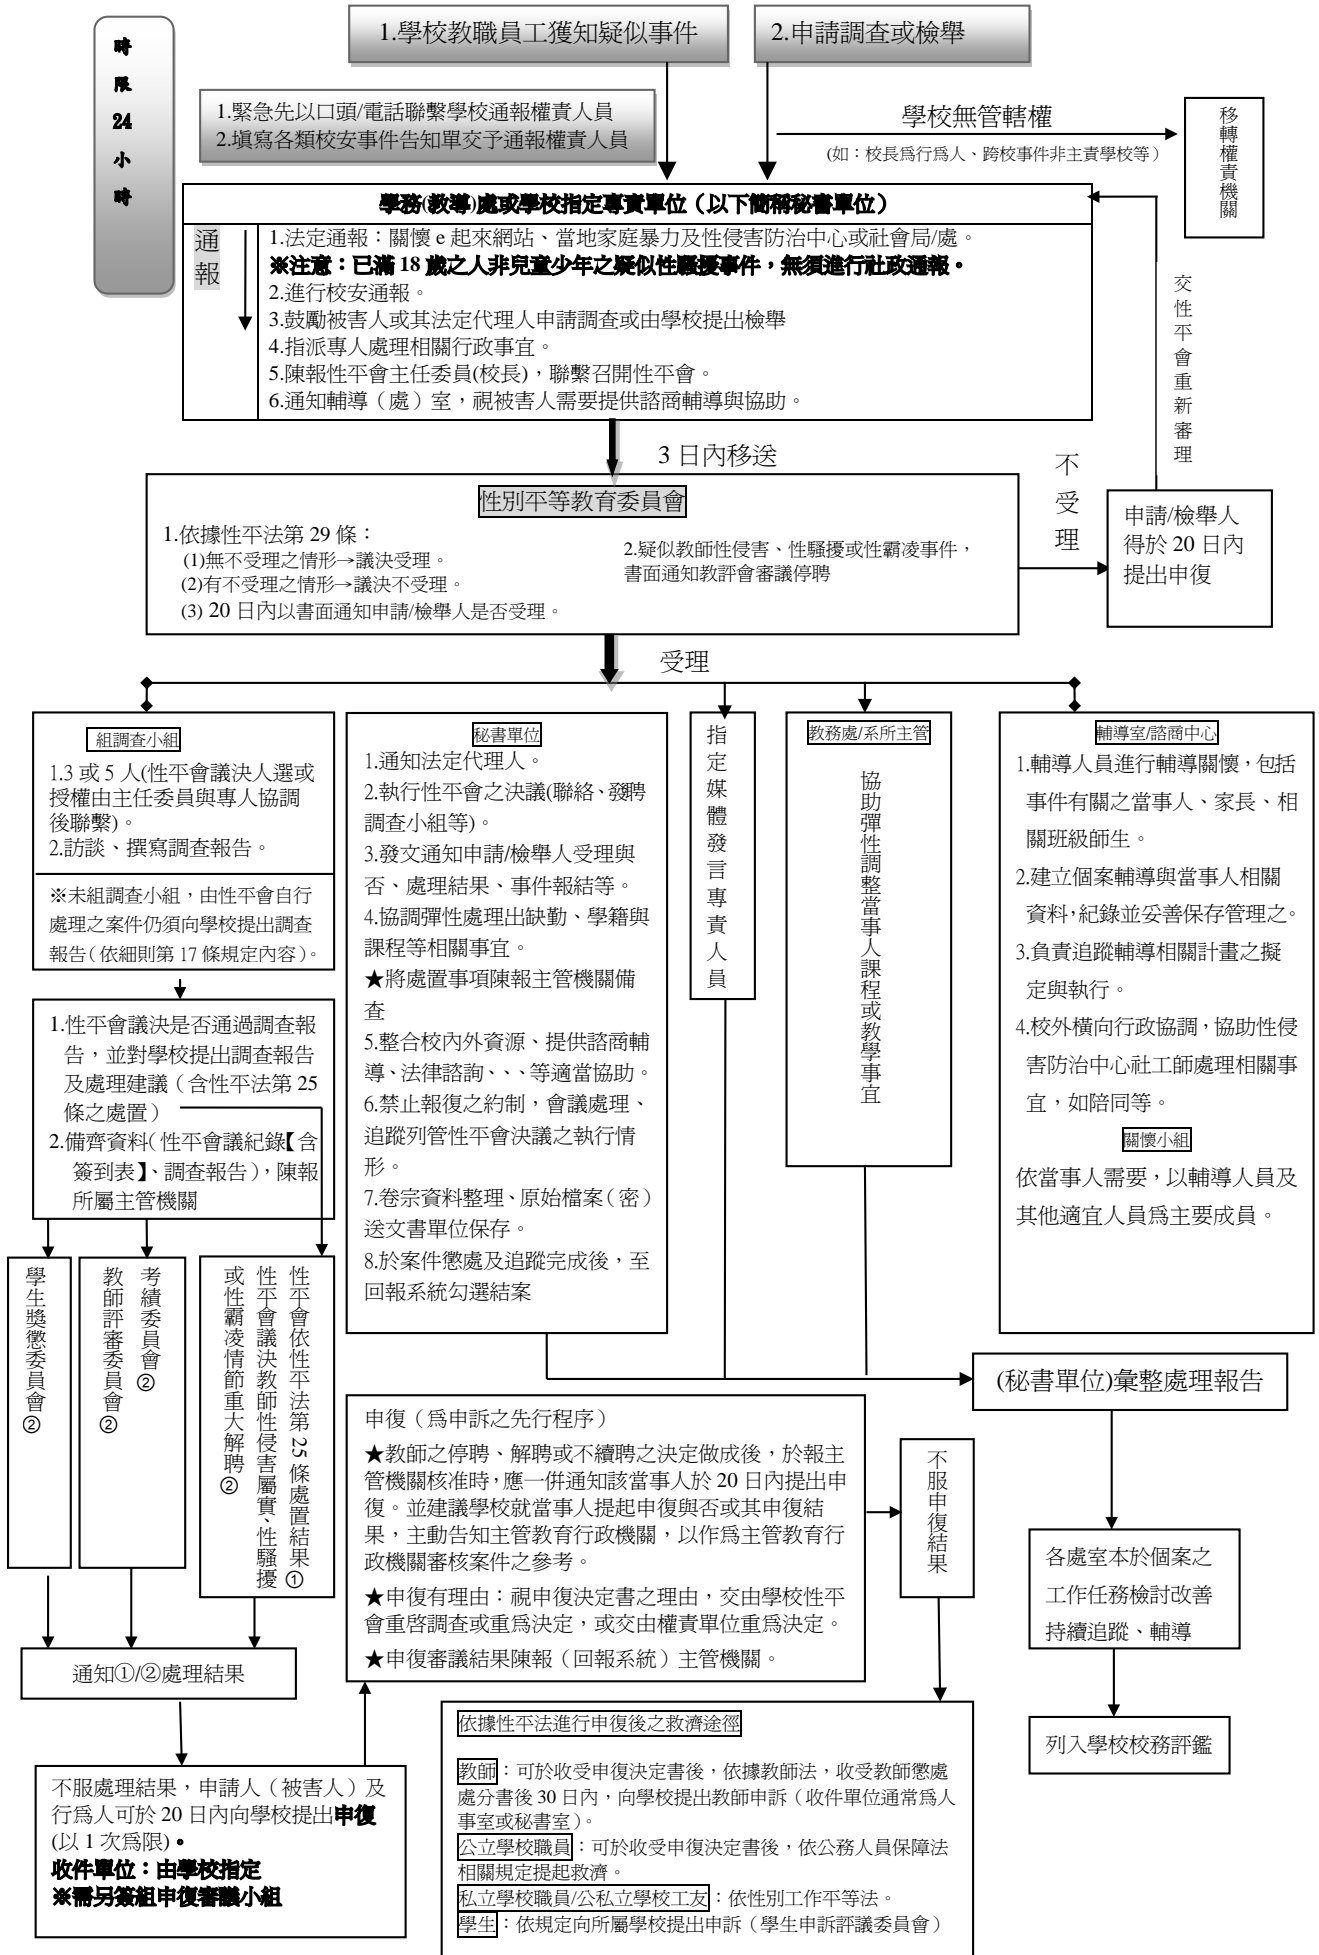 時
限
24
小
時
1.學校教職員工獲知疑似事件
2.申請調查或檢舉
1.緊急先以口頭/電話聯繫學校通報權責人員
2.填寫各類校安事件告知單交予通報權責人員
學校無管轄權
(如：校長為行為人、跨校事件非主責學校等)
移轉權責機關
學務(教導)處或學校指定專責單位（以下簡稱秘書單位）
通報
1.法定通報：關懷 e 起來網站、當地家庭暴力及性侵害防治中心或社會局/處。
※注意：已滿 18 歲之人非兒童少年之疑似性騷擾事件，無須進行社政通報。
2.進行校安通報。
3.鼓勵被害人或其法定代理人申請調查或由學校提出檢舉
4.指派專人處理相關行政事宜。
5.陳報性平會主任委員(校長)，聯繫召開性平會。
6.通知輔導（處）室，視被害人需要提供諮商輔導與協助。
交性平會重新審理
3 日內移送
性別平等教育委員會
1.依據性平法第 29 條：
(1)無不受理之情形→議決受理。
(2)有不受理之情形→議決不受理。
(3) 20 日內以書面通知申請/檢舉人是否受理。
2.疑似教師性侵害、性騷擾或性霸凌事件，
書面通知教評會審議停聘
不受理
申請/檢舉人
得於 20 日內
提出申復
受理
組調查小組
1.3 或 5 人(性平會議決人選或
授權由主任委員與專人協調
後聯繫)。
2.訪談、撰寫調查報告。
※未組調查小組，由性平會自行
處理之案件仍須向學校提出調查
報告（依細則第 17 條規定內容）。
秘書單位
1.通知法定代理人。
2.執行性平會之決議(聯絡、發聘
調查小組等)。
3.發文通知申請/檢舉人受理與
否、處理結果、事件報結等。
4.協調彈性處理出缺勤、學籍與
課程等相關事宜。
★將處置事項陳報主管機關備
查
5.整合校內外資源、提供諮商輔
導、法律諮詢、、、等適當協助。
6.禁止報復之約制，會議處理、
追蹤列管性平會決議之執行情
形。
7.卷宗資料整理、原始檔案（密）
送文書單位保存。
8.於案件懲處及追蹤完成後，至
回報系統勾選結案
指定媒體發言專責人員
教務處/系所主管
協助彈性調整當事人課程或教學事宜
輔導室/諮商中心
1.輔導人員進行輔導關懷，包括
事件有關之當事人、家長、相
關班級師生。
2.建立個案輔導與當事人相關
資料，紀錄並妥善保存管理之。
3.負責追蹤輔導相關計畫之擬
定與執行。
4.校外橫向行政協調，協助性侵
害防治中心社工師處理相關事
宜，如陪同等。
關懷小組
依當事人需要，以輔導人員及
其他適宜人員為主要成員。
1.性平會議決是否通過調查報
告，並對學校提出調查報告
及處理建議（含性平法第 25
條之處置）
2.備齊資料（性平會議紀錄【含
簽到表】、調查報告），陳報
所屬主管機關
學生獎懲委員會②
考績委員會②
教師評審委員會②
性平會依性平法第 25 條處置結果①
性平會議決教師性侵害屬實、性騷擾
或性霸凌情節重大解聘②
通知①/②處理結果
不服處理結果，申請人（被害人）及
行為人可於 20 日內向學校提出申復
(以 1 次為限)。
收件單位：由學校指定
※需另簽組申復審議小組
申復（為申訴之先行程序）
★教師之停聘、解聘或不續聘之決定做成後，於報主
管機關核准時，應一併通知該當事人於 20 日內提出申
復。並建議學校就當事人提起申復與否或其申復結
果，主動告知主管教育行政機關，以作為主管教育行
政機關審核案件之參考。
★申復有理由：視申復決定書之理由，交由學校性平
會重啟調查或重為決定，或交由權責單位重為決定。
★申復審議結果陳報（回報系統）主管機關。
不服申復結果
依據性平法進行申復後之救濟途徑
教師：可於收受申復決定書後，依據教師法，收受教師懲處
處分書後 30 日內，向學校提出教師申訴（收件單位通常為人
事室或秘書室）。
公立學校職員：可於收受申復決定書後，依公務人員保障法
相關規定提起救濟。
私立學校職員/公私立學校工友：依性別工作平等法。
學生：依規定向所屬學校提出申訴（學生申訴評議委員會）
(秘書單位)彙整處理報告
各處室本於個案之
工作任務檢討改善
持續追蹤、輔導
列入學校校務評鑑